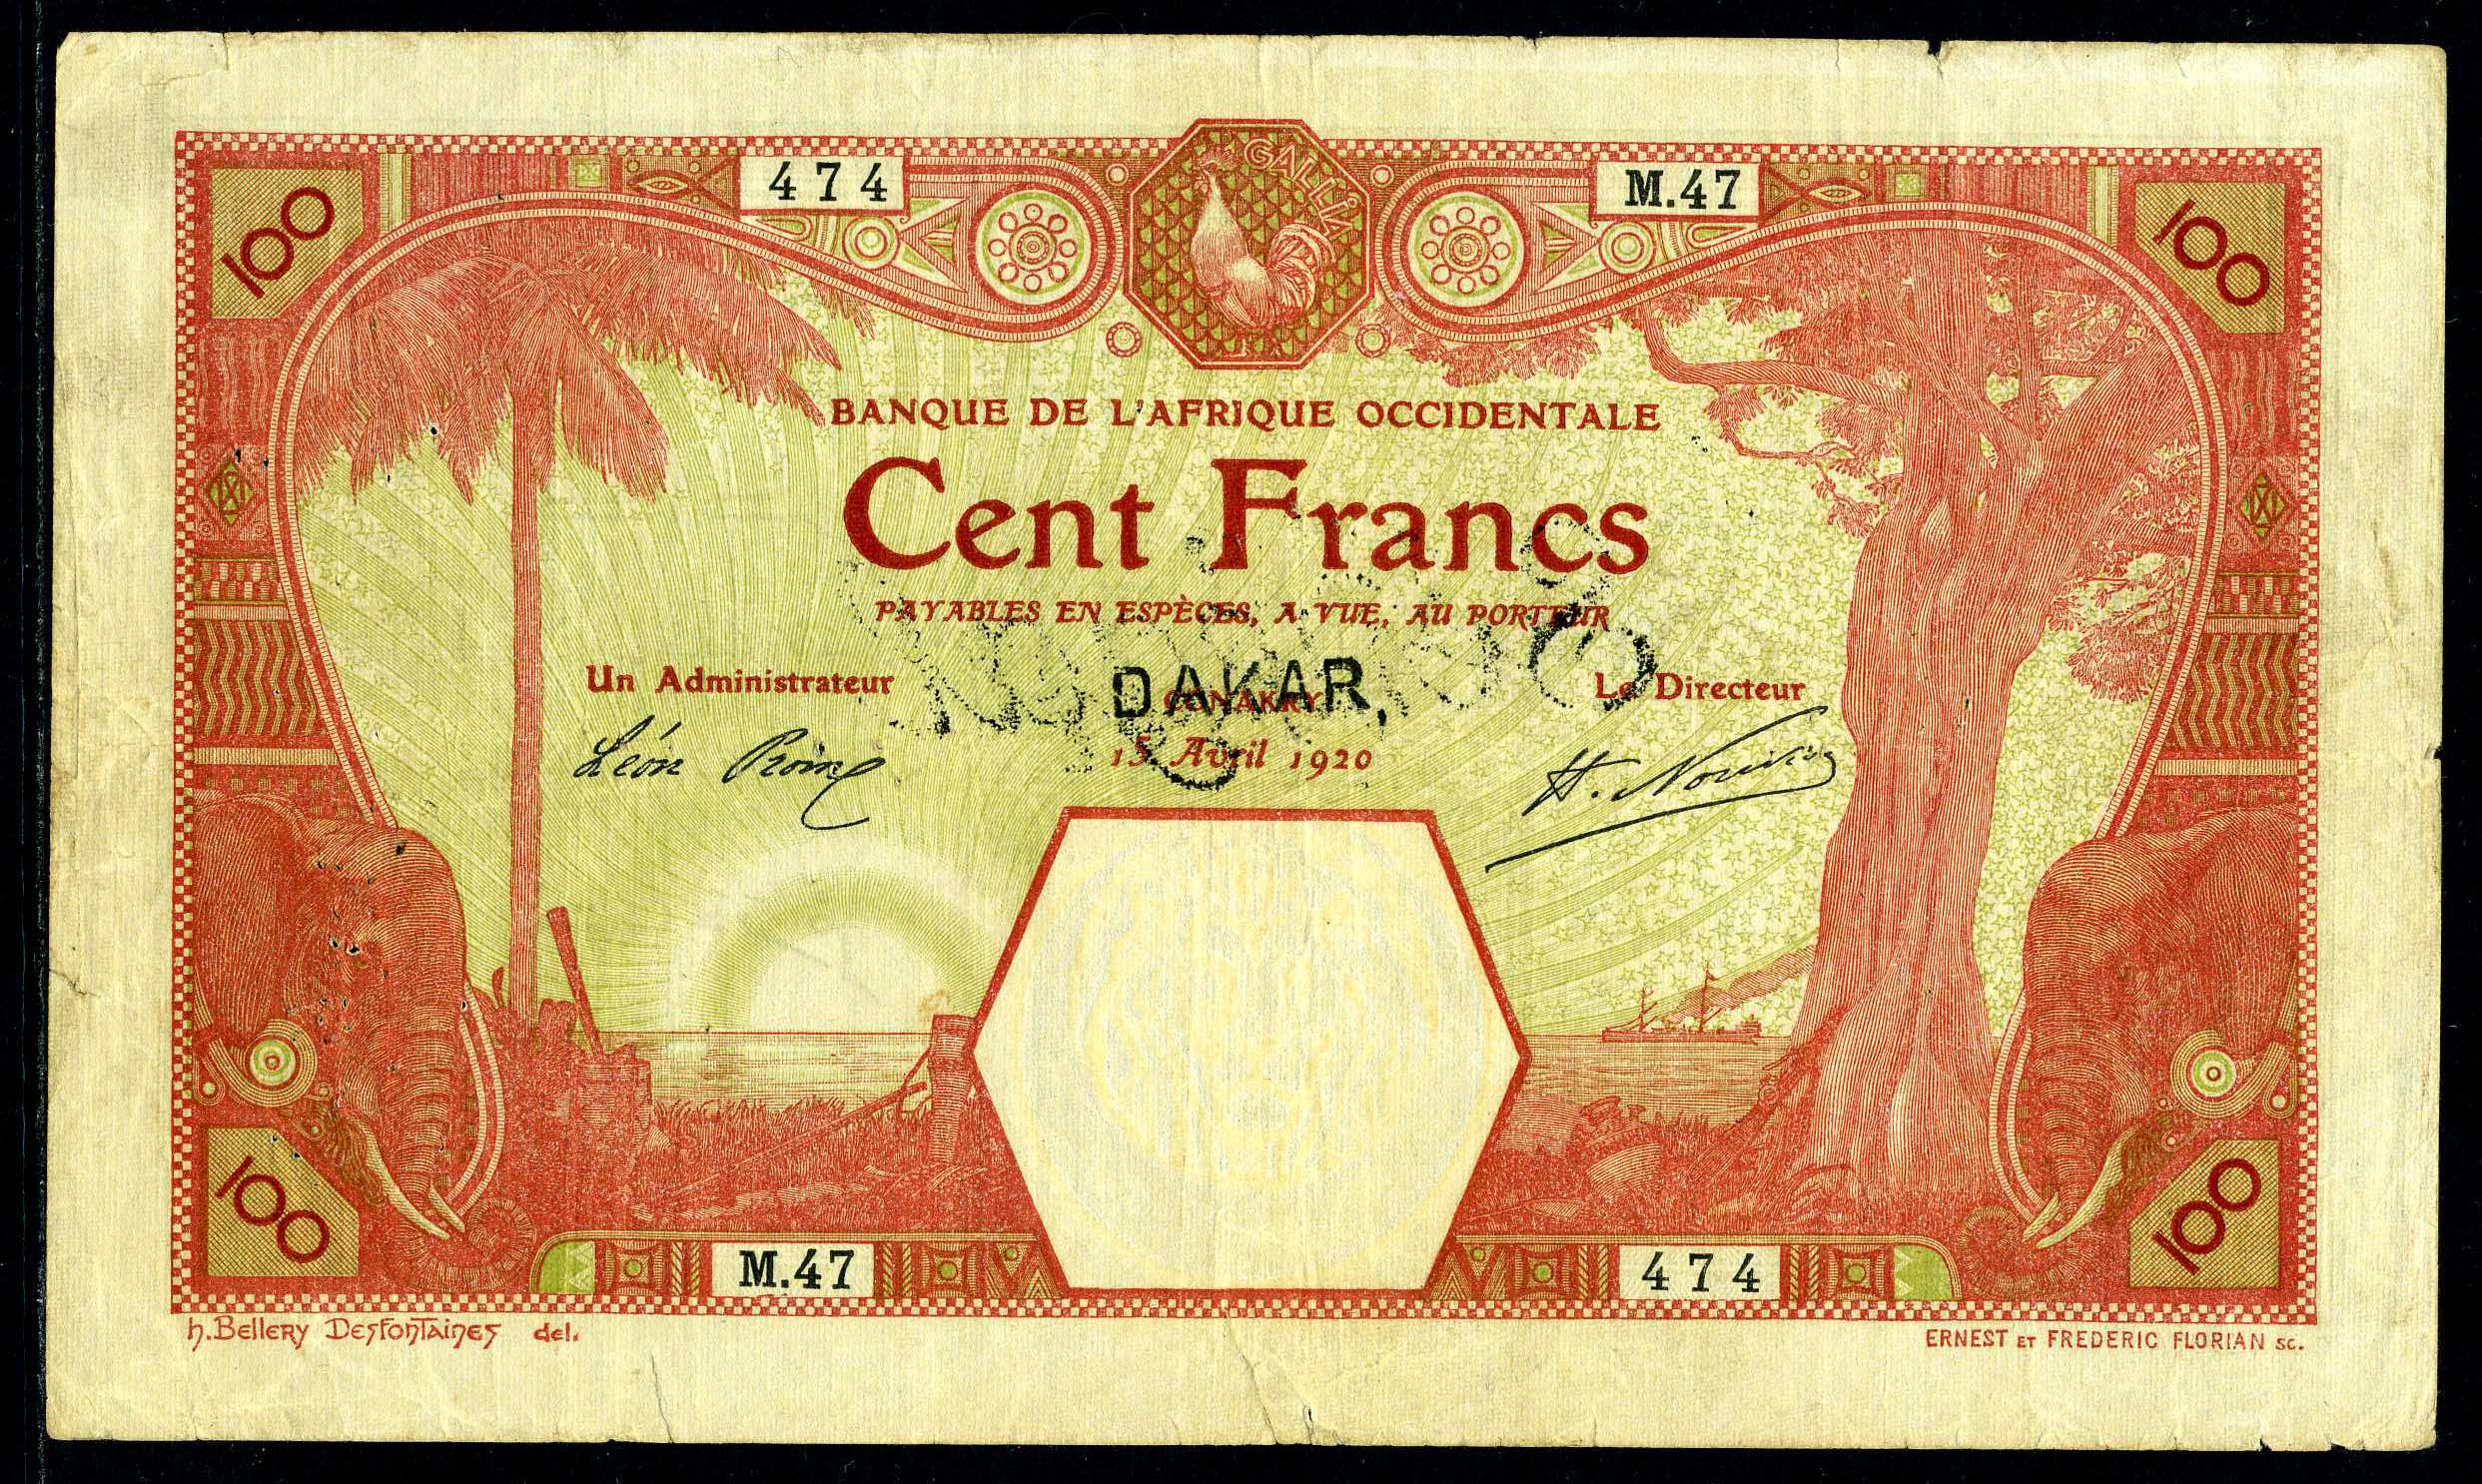 474
GALLIA
M.47
100
100
BANQUE DE L'AFRIQUE OCCIDENTALE
Cent Francs
PAYABLES EN ESPÈCES, A VUE, AU PORTEUR
Un Administrateur
DAKAR,
CONAKRY
Le Directeur
15 Avril 1920
Léon
H.
100
M.47
474
100
h. Bellery Desfontaines del.
ERNEST ET FREDERIC FLORIAN SC.